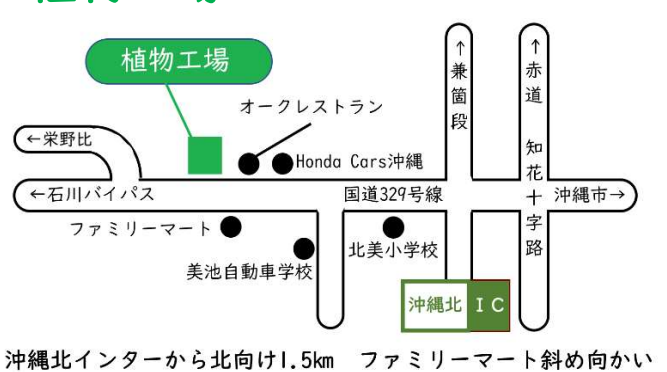 植物工場
↑兼箇段
↑赤道 知花十字路
オークレストラン
←栄野比
Honda Cars沖縄
←石川バイパス
国道329号線
沖縄市→
ファミリーマート
北美小学校
美池自動車学校
沖縄北 IC
沖縄北インターから北向け1.5km ファミリーマート斜め向かい